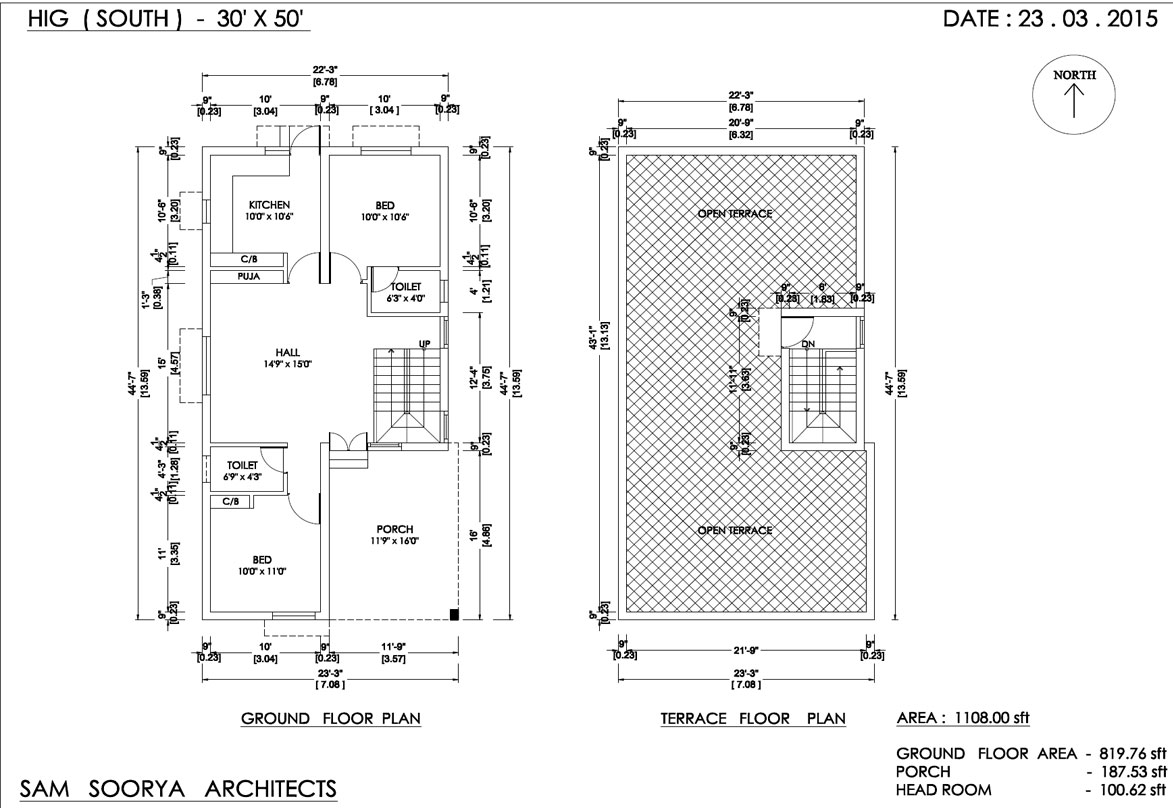 HIG ( SOUTH ) - 30' X 50'
DATE : 23 . 03 . 2015
NORTH
22'-3"
[6.78]
9"
[0.23]
10'
[3.04]
9"
[0.23]
10'
[ 3.04 ]
9"
[0.23]
9"
[0.23]
10'-6"
[3.20]
4½"
[0.11]
1'-3"
[0.38]
15'
[4.57]
4½"
[0.11]
4'-3"
[1.28]
4½"
[0.11]
11'
[3.35]
9"
[0.23]
44'-7"
[13.59]
KITCHEN
10'0" x 10'6"
BED
10'0" x 10'6"
C/B
PUJA
TOILET
6'3" x 4'0"
HALL
14'9" x 15'0"
UP
TOILET
6'9" x 4'3"
C/B
BED
10'0" x 11'0"
PORCH
11'9" x 16'0"
9"
[0.23]
10'-6"
[3.20]
4½"
[0.11]
4'
[1.21]
12'-4"
[3.75]
9"
[0.23]
16'
[4.86]
44'-7"
[13.59]
9"
[0.23]
10'
[3.04]
9"
[0.23]
11'-9"
[3.57]
23'-3"
[ 7.08 ]
GROUND FLOOR PLAN
22'-3"
[6.78]
9"
[0.23]
20'-9"
[6.32]
9"
[0.23]
9"
[0.23]
43'-1"
[13.13]
9"
[0.23]
OPEN TERRACE
9"
[0.23]
6'
[1.83]
9"
[0.23]
9"
[0.23]
11'-11"
[3.63]
9"
[0.23]
DN
44'-7"
[13.59]
OPEN TERRACE
9"
[0.23]
21'-9"
9"
[0.23]
23'-3"
[ 7.08 ]
TERRACE FLOOR PLAN
AREA : 1108.00 sft
GROUND FLOOR AREA - 819.76 sft
PORCH - 187.53 sft
HEAD ROOM - 100.62 sft
SAM SOORYA ARCHITECTS